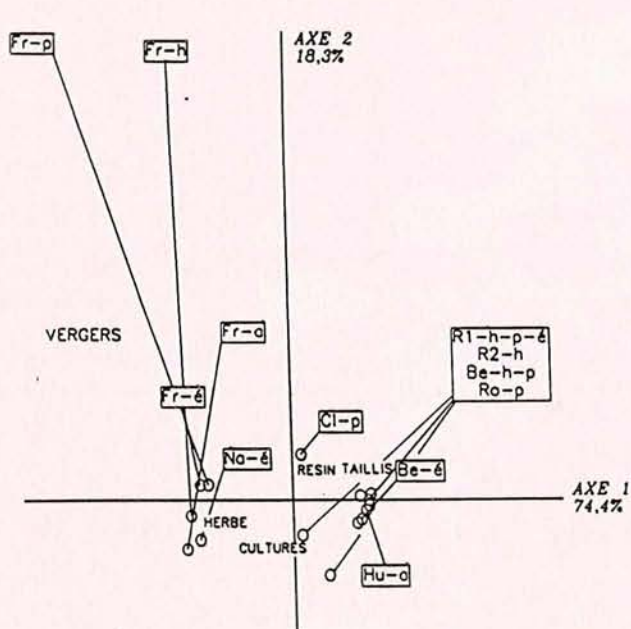 Fr-p
Fr-h
AXE 2
18,3%
VERGERS
Fr-a
R1-h-p-é
R2-h
Be-h-p
Ro-p
Fr-é
Cl-p
Na-é
RESIN TAILLIS
Be-é
AXE 1
74,4%
HERBE
CULTURES
Hu-a